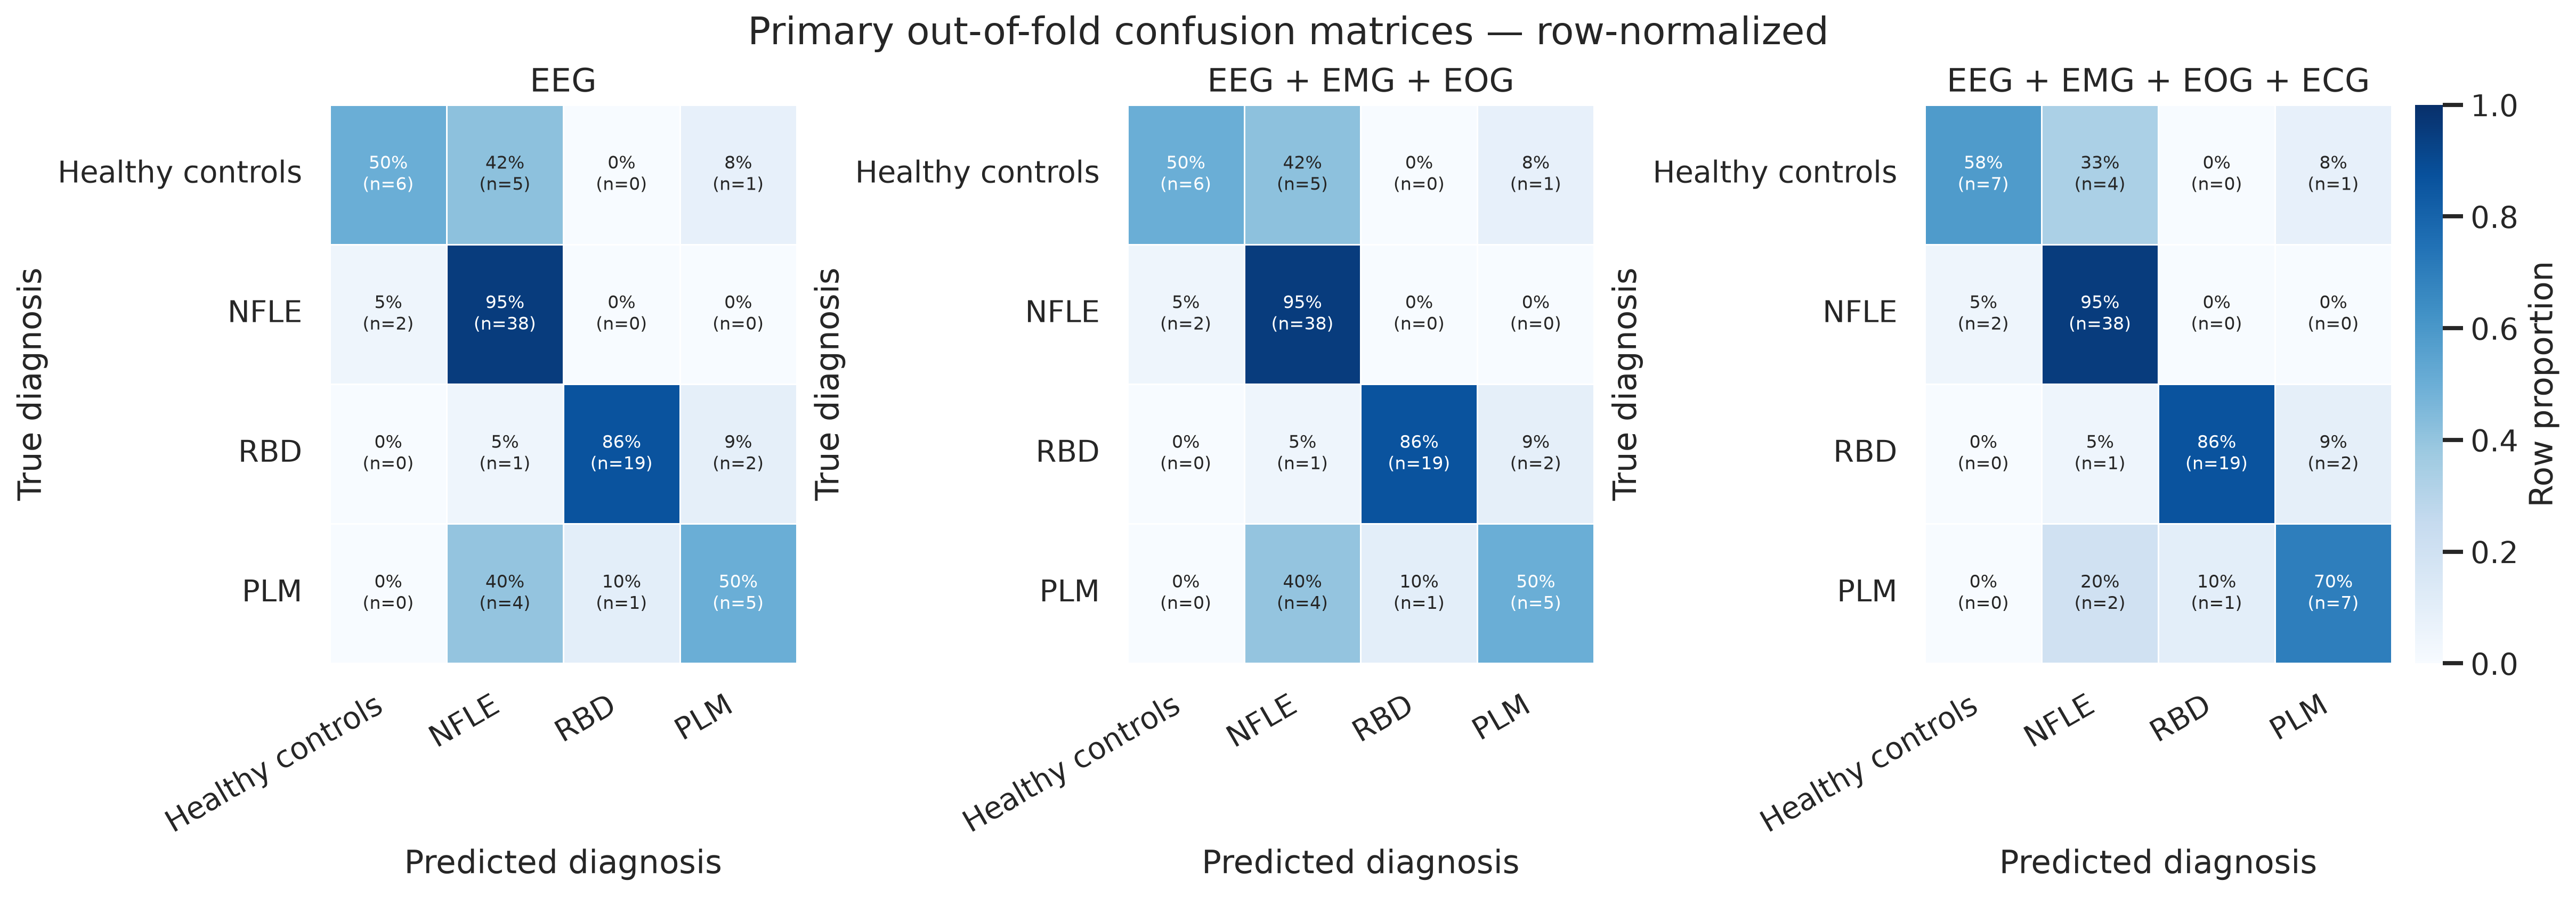 Primary out-of-fold confusion matrices — row-normalized
EEG
True diagnosis
Healthy controls
50%
(n=6)
42%
(n=5)
0%
(n=0)
8%
(n=1)
NFLE
5%
(n=2)
95%
(n=38)
0%
(n=0)
0%
(n=0)
RBD
0%
(n=0)
5%
(n=1)
86%
(n=19)
9%
(n=2)
PLM
0%
(n=0)
40%
(n=4)
10%
(n=1)
50%
(n=5)
Healthy controls
NFLE
RBD
PLM
Predicted diagnosis
EEG + EMG + EOG
True diagnosis
Healthy controls
50%
(n=6)
42%
(n=5)
0%
(n=0)
8%
(n=1)
NFLE
5%
(n=2)
95%
(n=38)
0%
(n=0)
0%
(n=0)
RBD
0%
(n=0)
5%
(n=1)
86%
(n=19)
9%
(n=2)
PLM
0%
(n=0)
40%
(n=4)
10%
(n=1)
50%
(n=5)
Healthy controls
NFLE
RBD
PLM
Predicted diagnosis
EEG + EMG + EOG + ECG
True diagnosis
Healthy controls
58%
(n=7)
33%
(n=4)
0%
(n=0)
8%
(n=1)
NFLE
5%
(n=2)
95%
(n=38)
0%
(n=0)
0%
(n=0)
RBD
0%
(n=0)
5%
(n=1)
86%
(n=19)
9%
(n=2)
PLM
0%
(n=0)
20%
(n=2)
10%
(n=1)
70%
(n=7)
Healthy controls
NFLE
RBD
PLM
Predicted diagnosis
1.0
0.8
0.6
0.4
0.2
0.0
Row proportion